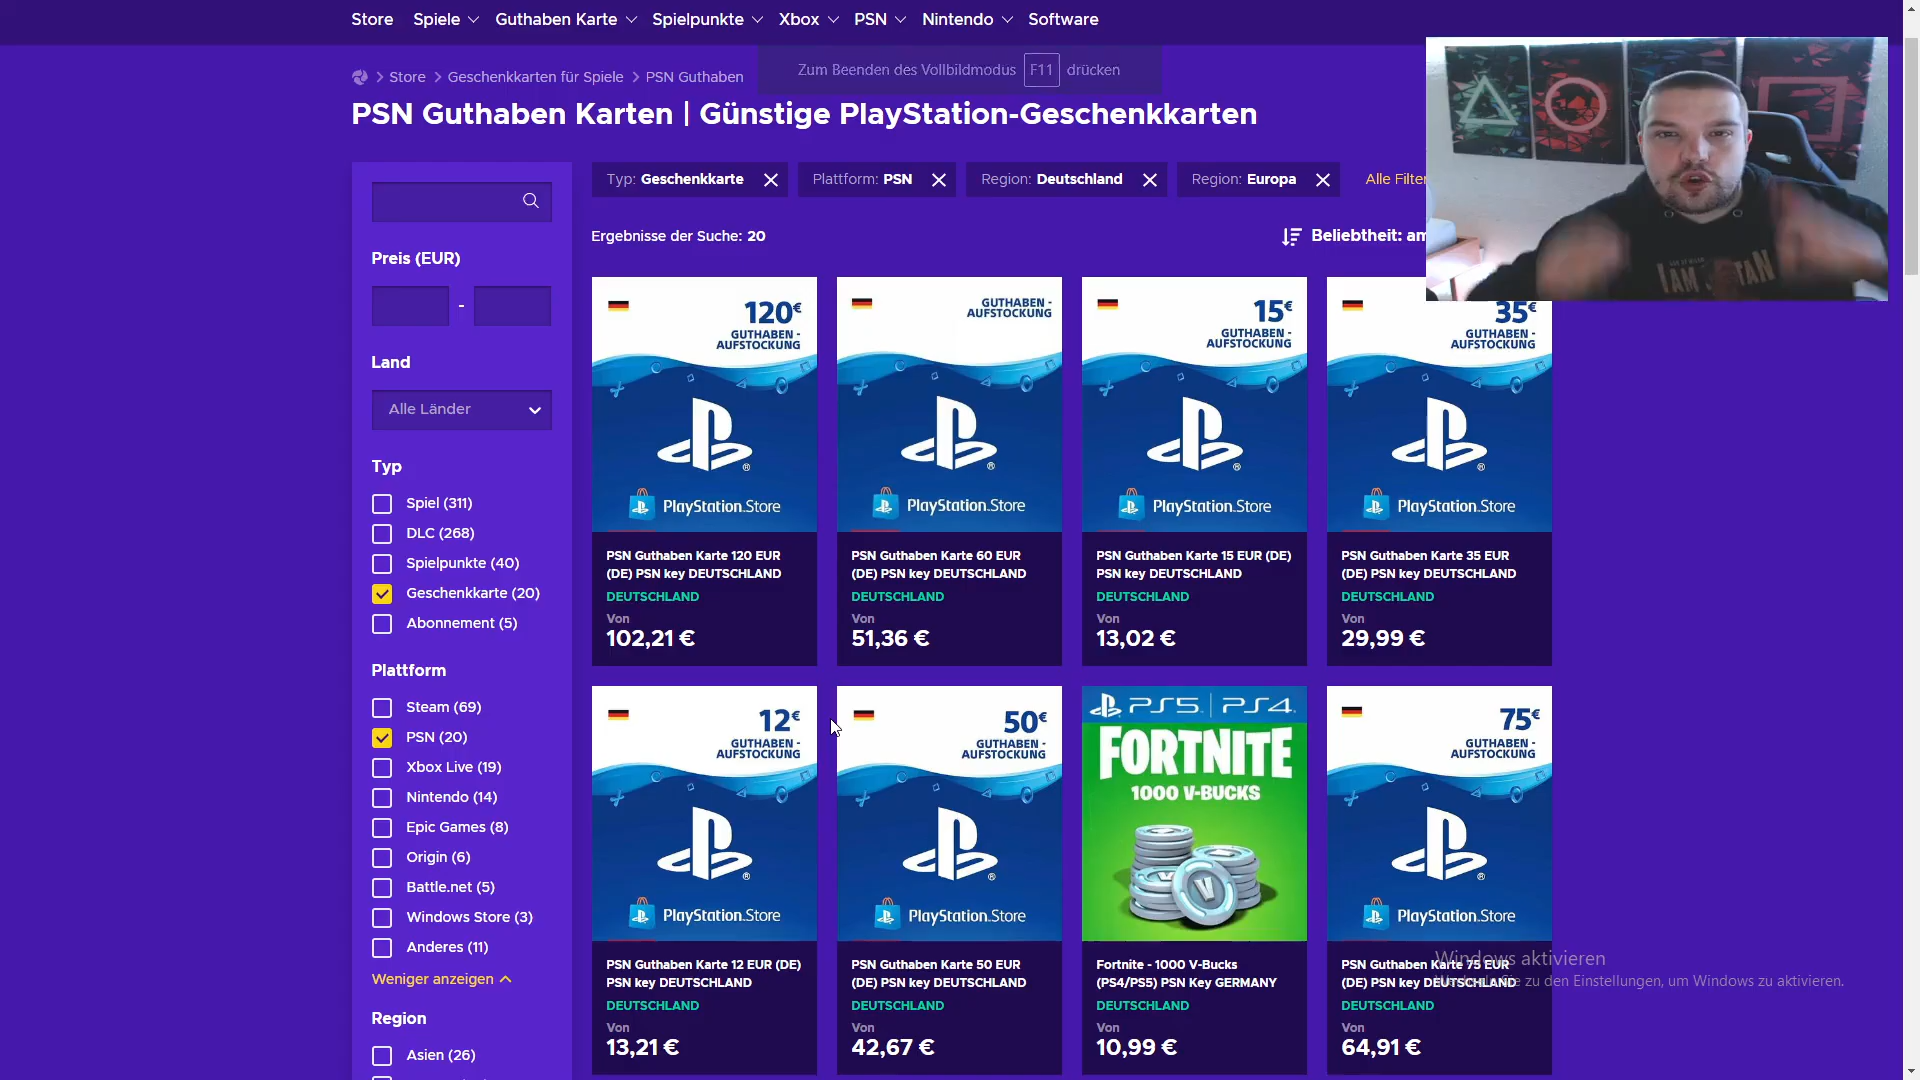 Store Spiele Guthaben Karte Spielpunkte Xbox PSN Nintendo Software
Zum Beenden des Vollbildmodus F11 drücken
Store Geschenkkarten für Spiele PSN Guthaben
PSN Guthaben Karten | Günstige PlayStation-Geschenkkarten
Typ: Geschenkkarte Plattform: PSN Region: Deutschland Region: Europa Alle Filter
Ergebnisse der Suche: 20
Beliebtheit: am
Preis (EUR)
-
Land
Alle Länder
Typ
Spiel (311)
DLC (268)
Spielpunkte (40)
Geschenkkarte (20)
Abonnement (5)
Plattform
Steam (69)
PSN (20)
Xbox Live (19)
Nintendo (14)
Epic Games (8)
Origin (6)
Battle.net (5)
Windows Store (3)
Anderes (11)
Weniger anzeigen
Region
Asien (26)
120€
GUTHABEN -
AUFSTOCKUNG
PlayStation.Store
PSN Guthaben Karte 120 EUR
(DE) PSN key DEUTSCHLAND
DEUTSCHLAND
Von
102,21 €
GUTHABEN -
AUFSTOCKUNG
PlayStation.Store
PSN Guthaben Karte 60 EUR
(DE) PSN key DEUTSCHLAND
DEUTSCHLAND
Von
51,36 €
15€
GUTHABEN -
AUFSTOCKUNG
PlayStation.Store
PSN Guthaben Karte 15 EUR (DE)
PSN key DEUTSCHLAND
DEUTSCHLAND
Von
13,02 €
35€
GUTHABEN -
AUFSTOCKUNG
PlayStation.Store
PSN Guthaben Karte 35 EUR
(DE) PSN key DEUTSCHLAND
DEUTSCHLAND
Von
29,99 €
12€
GUTHABEN -
AUFSTOCKUNG
PlayStation.Store
PSN Guthaben Karte 12 EUR (DE)
PSN key DEUTSCHLAND
DEUTSCHLAND
Von
13,21 €
50€
GUTHABEN -
AUFSTOCKUNG
PlayStation.Store
PSN Guthaben Karte 50 EUR
(DE) PSN key DEUTSCHLAND
DEUTSCHLAND
Von
42,67 €
PS5 | PS4
FORTNITE
1000 V-BUCKS
Fortnite - 1000 V-Bucks
(PS4/PS5) PSN Key GERMANY
DEUTSCHLAND
Von
10,99 €
75€
GUTHABEN -
AUFSTOCKUNG
PlayStation.Store
PSN Guthaben Karte 75 EUR
(DE) PSN key DEUTSCHLAND
DEUTSCHLAND
Von
64,91 €
Windows aktivieren
zu den Einstellungen, um Windows zu aktivieren.
I AM